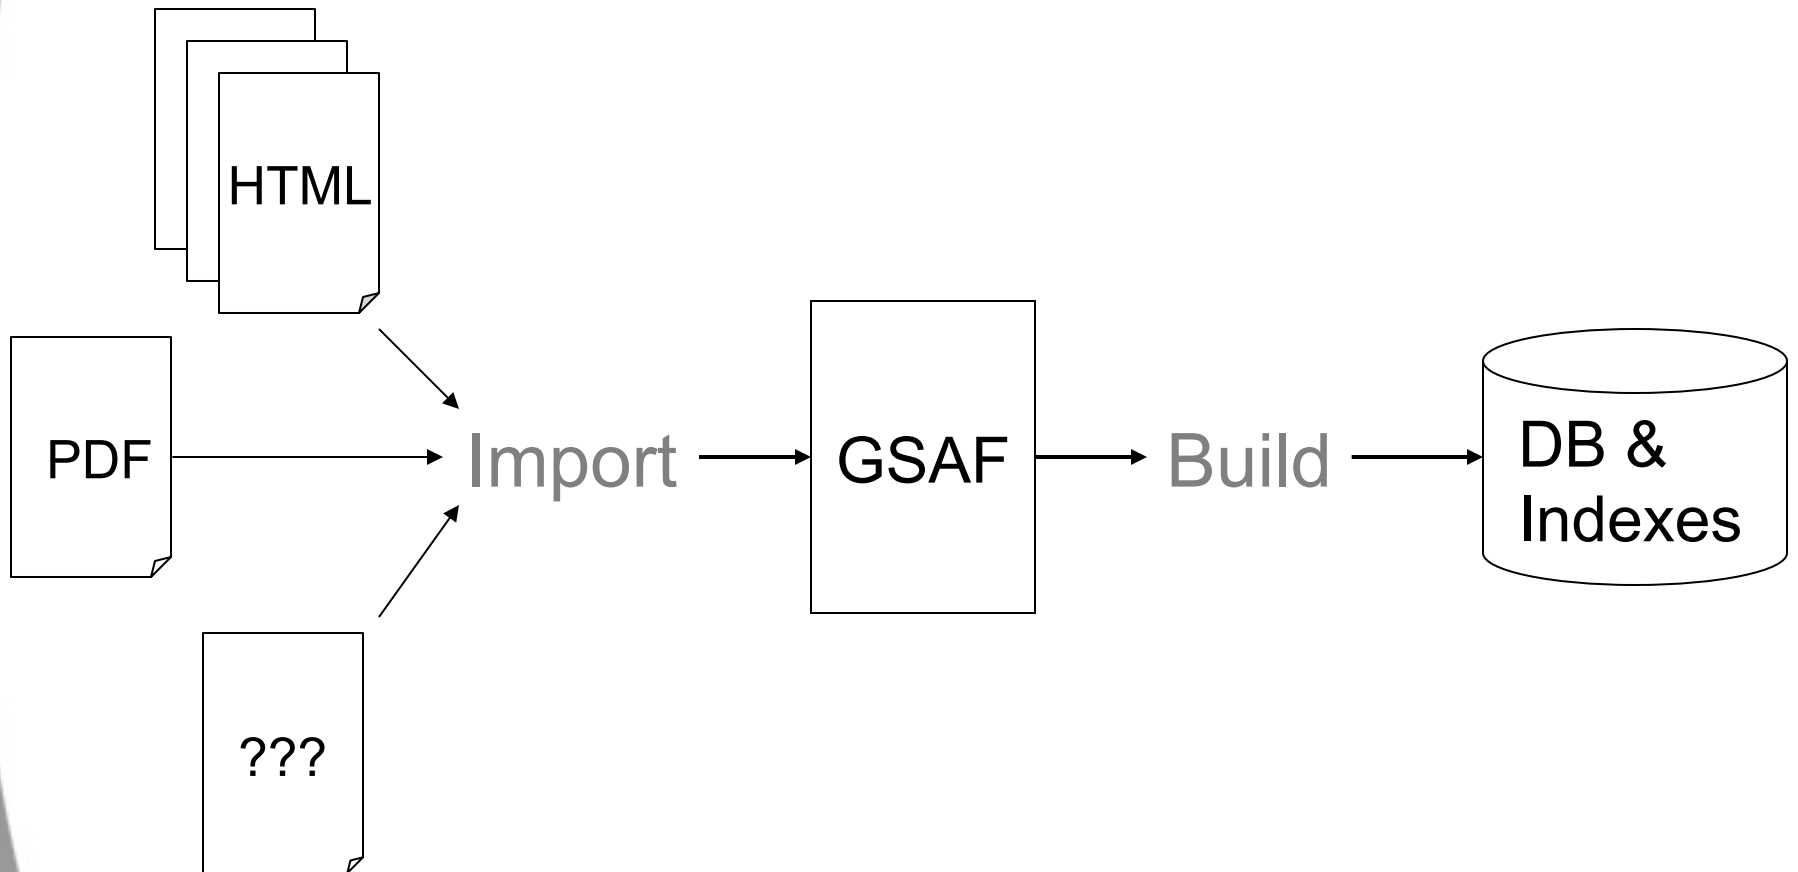 HTML
PDF
Import
GSAF
Build
DB &
Indexes
???